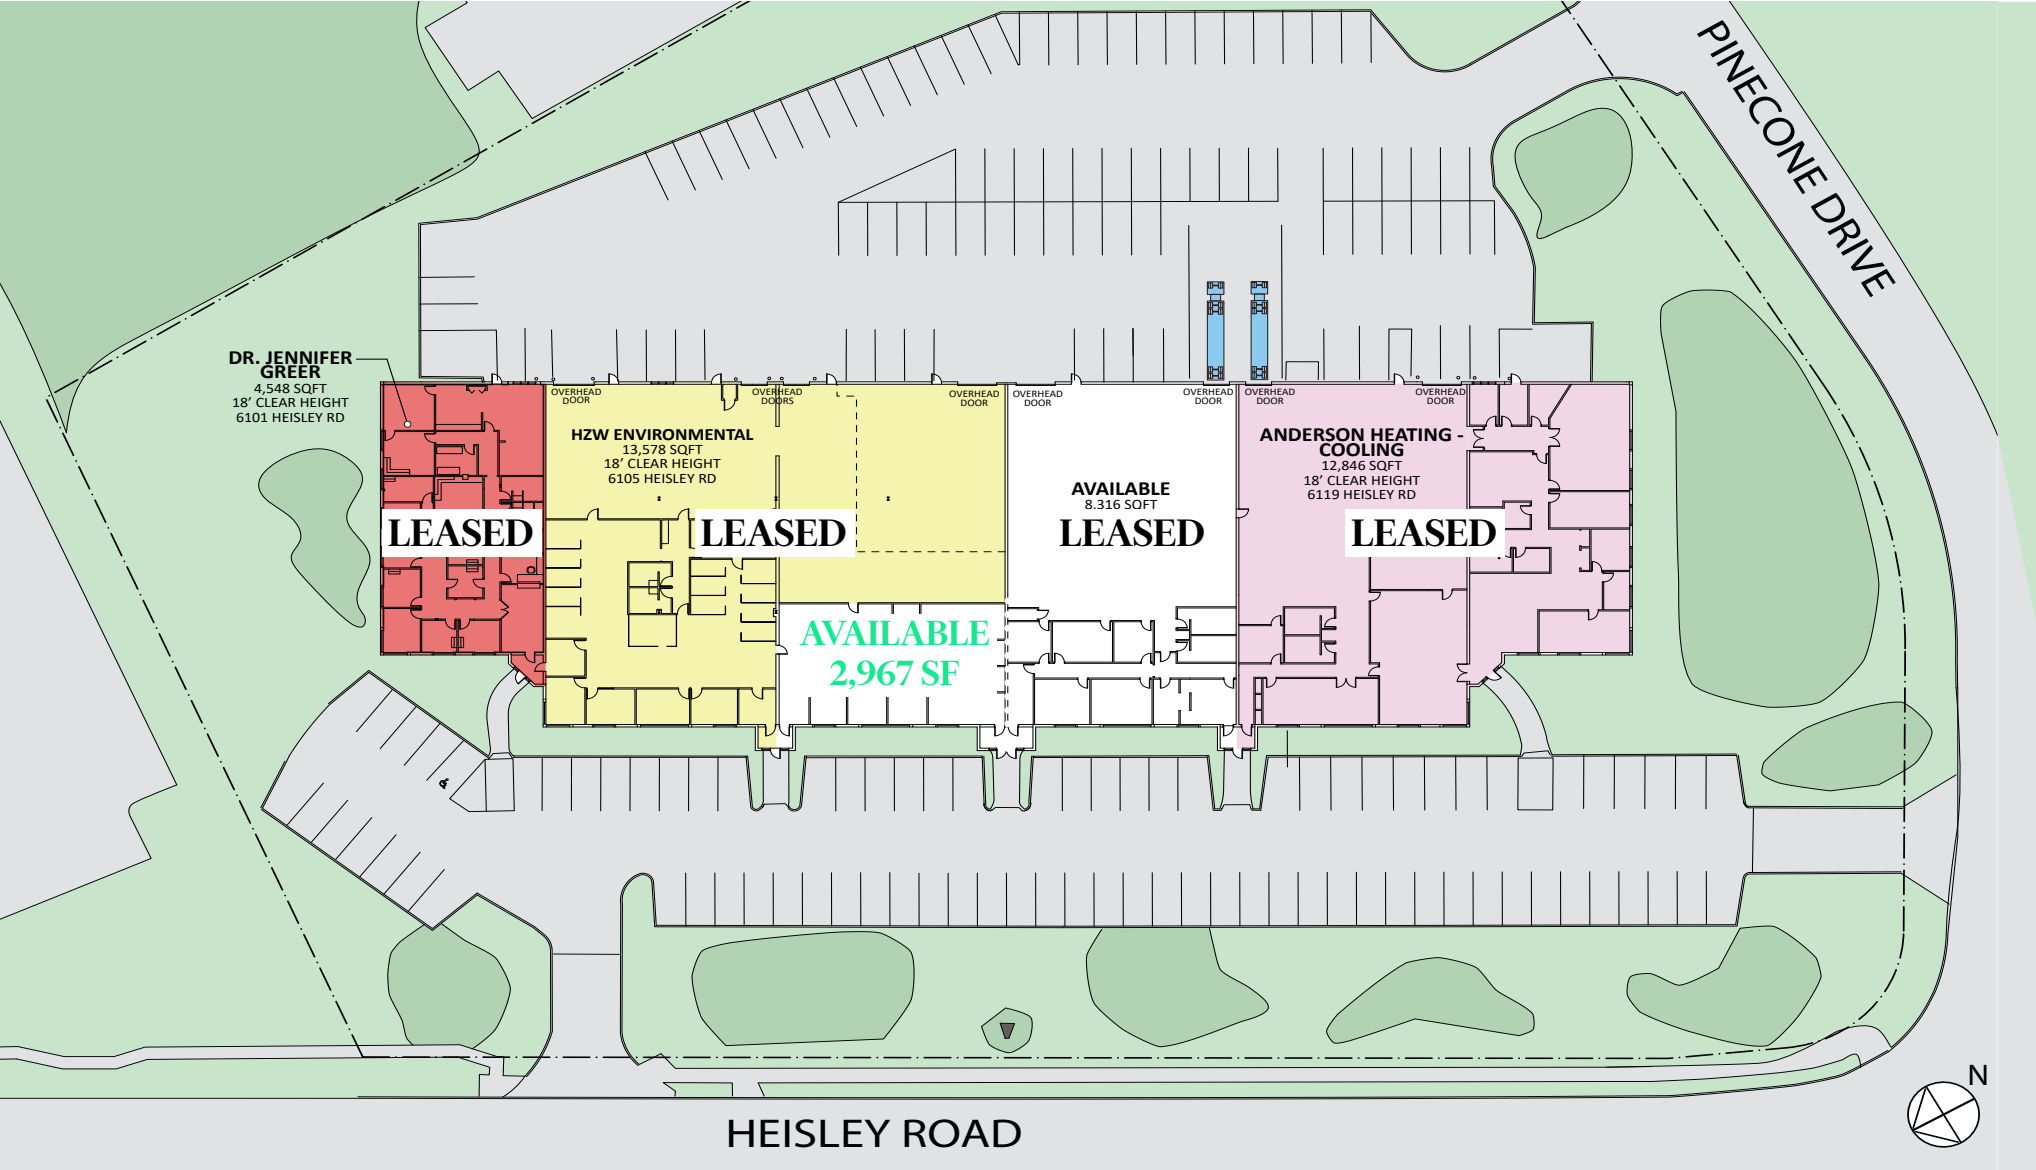 PINECONE DRIVE
DR. JENNIFER
GREER
4,548 SQFT
18' CLEAR HEIGHT
6101 HEISLEY RD
OVERHEAD
DOOR
OVERHEAD
DOORS
OVERHEAD
DOOR
OVERHEAD
DOOR
OVERHEAD
DOOR
OVERHEAD
DOOR
OVERHEAD
DOOR
HZW ENVIRONMENTAL
13,578 SQFT
18' CLEAR HEIGHT
6105 HEISLEY RD
AVAILABLE
8.316 SQFT
ANDERSON HEATING -
COOLING
12,846 SQFT
18' CLEAR HEIGHT
6119 HEISLEY RD
LEASED
LEASED
LEASED
LEASED
AVAILABLE
2,967 SF
N
HEISLEY ROAD